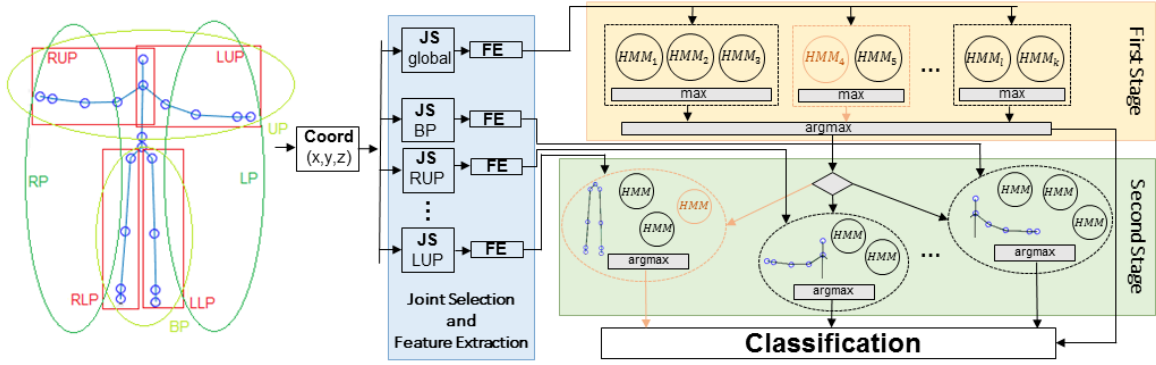 RUP
LUP
UP
RP
LP
RLP
LLP
BP
Coord
(x,y,z)
JS
global
FE
JS
BP
FE
JS
RUP
FE
JS
LUP
FE
Joint Selection
and
Feature Extraction
HMM₁
HMM₂
HMM₃
max
HMM₄
HMM₅
max
...
HMMₗ
HMMₖ
max
argmax
First Stage
HMM
HMM
HMM
argmax
HMM
HMM
argmax
...
HMM
HMM
HMM
argmax
Second Stage
Classification